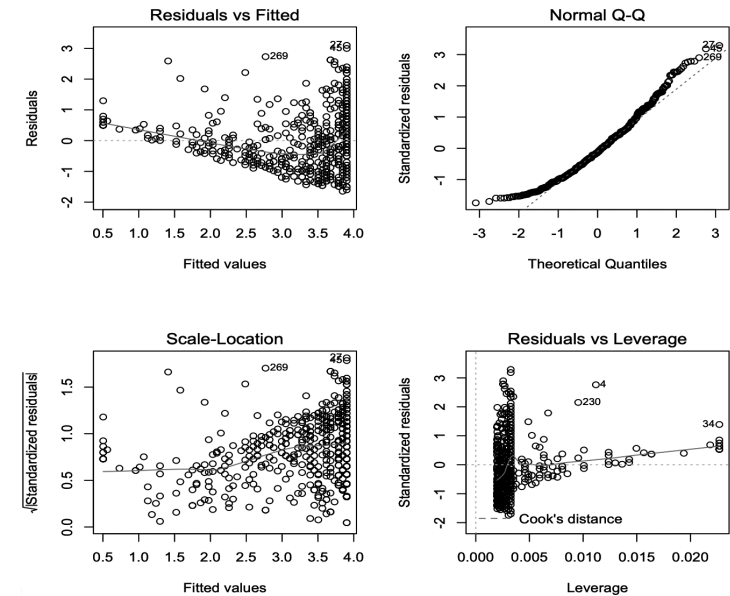 Residuals vs Fitted
Residuals
3
2
1
0
-1
-2
27
45
269
0.5 1.0 1.5 2.0 2.5 3.0 3.5 4.0
Fitted values
Normal Q-Q
Standardized residuals
3
2
1
0
-1
27
45
269
-3 -2 -1 0 1 2 3
Theoretical Quantiles
Scale-Location
√|Standardized residuals|
1.5
1.0
0.5
0.0
27
45
269
0.5 1.0 1.5 2.0 2.5 3.0 3.5 4.0
Fitted values
Residuals vs Leverage
Standardized residuals
3
2
1
0
-1
-2
4
230
34
Cook's distance
0.000 0.005 0.010 0.015 0.020
Leverage